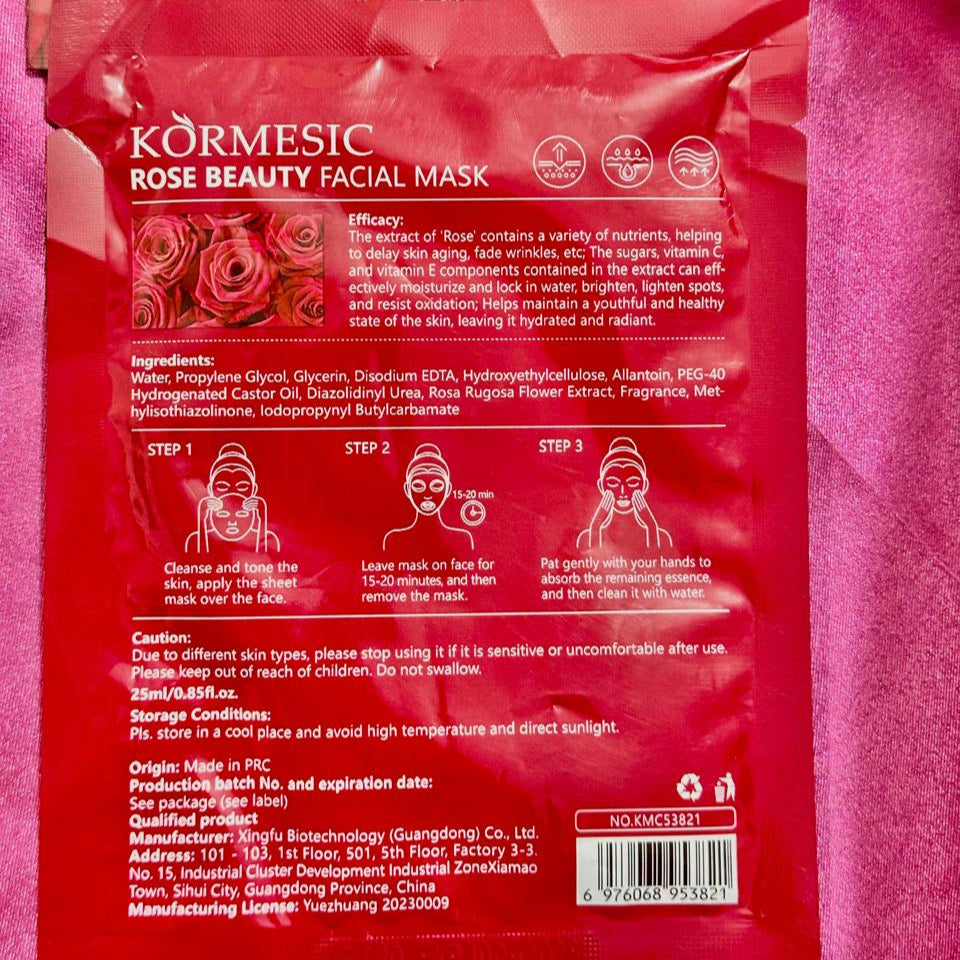 KORMESIC
ROSE BEAUTY FACIAL MASK
Efficacy:
The extract of 'Rose' contains a variety of nutrients, helping
to delay skin aging, fade wrinkles, etc; The sugars, vitamin C,
and vitamin E components contained in the extract can eff-
ectively moisturize and lock in water, brighten, lighten spots,
and resist oxidation; Helps maintain a youthful and healthy
state of the skin, leaving it hydrated and radiant.
Ingredients:
Water, Propylene Glycol, Glycerin, Disodium EDTA, Hydroxyethylcellulose, Allantoin, PEG-40
Hydrogenated Castor Oil, Diazolidinyl Urea, Rosa Rugosa Flower Extract, Fragrance, Met-
hylisothiazolinone, Iodopropynyl Butylcarbamate
STEP 1
Cleanse and tone the
skin, apply the sheet
mask over the face.
STEP 2
15-20 min
Leave mask on face for
15-20 minutes, and then
remove the mask.
STEP 3
Pat gently with your hands to
absorb the remaining essence,
and then clean it with water.
Caution:
Due to different skin types, please stop using it if it is sensitive or uncomfortable after use.
Please keep out of reach of children. Do not swallow.
25ml/0.85fl.oz.
Storage Conditions:
Pls. store in a cool place and avoid high temperature and direct sunlight.
Origin: Made in PRC
Production batch No. and expiration date:
See package (see label)
Qualified product
Manufacturer: Xingfu Biotechnology (Guangdong) Co., Ltd.
Address: 101 - 103, 1st Floor, 501, 5th Floor, Factory 3-3.
No. 15, Industrial Cluster Development Industrial ZoneXiamao
Town, Sihui City, Guangdong Province, China
Manufacturing License: Yuezhuang 20230009
NO.KMC53821
6 976068 953821